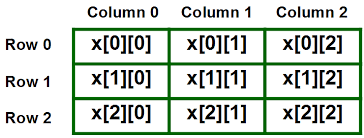 Column 0 Column 1 Column 2
Row 0 x[0][0] x[0][1] x[0][2]
Row 1 x[1][0] x[1][1] x[1][2]
Row 2 x[2][0] x[2][1] x[2][2]